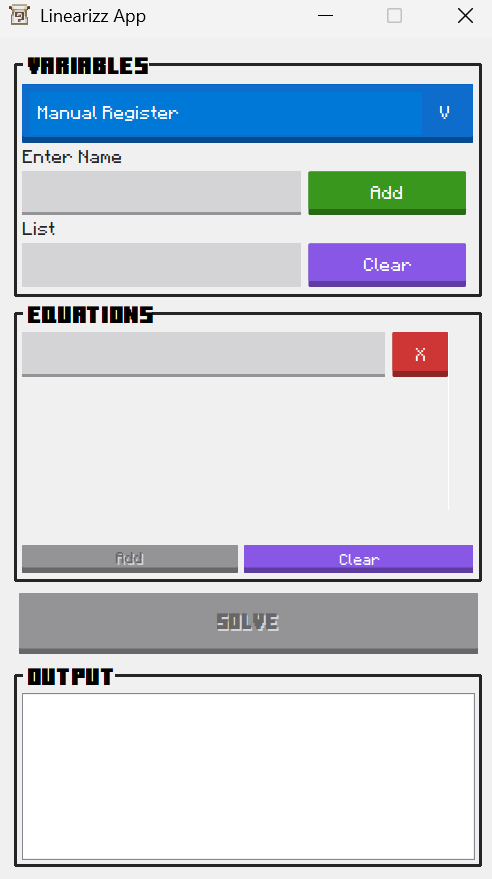 Linearizz App
VARIABLES
Manual Register V
Enter Name
Add
List
Clear
EQUATIONS
X
Add Clear
SOLVE
OUTPUT